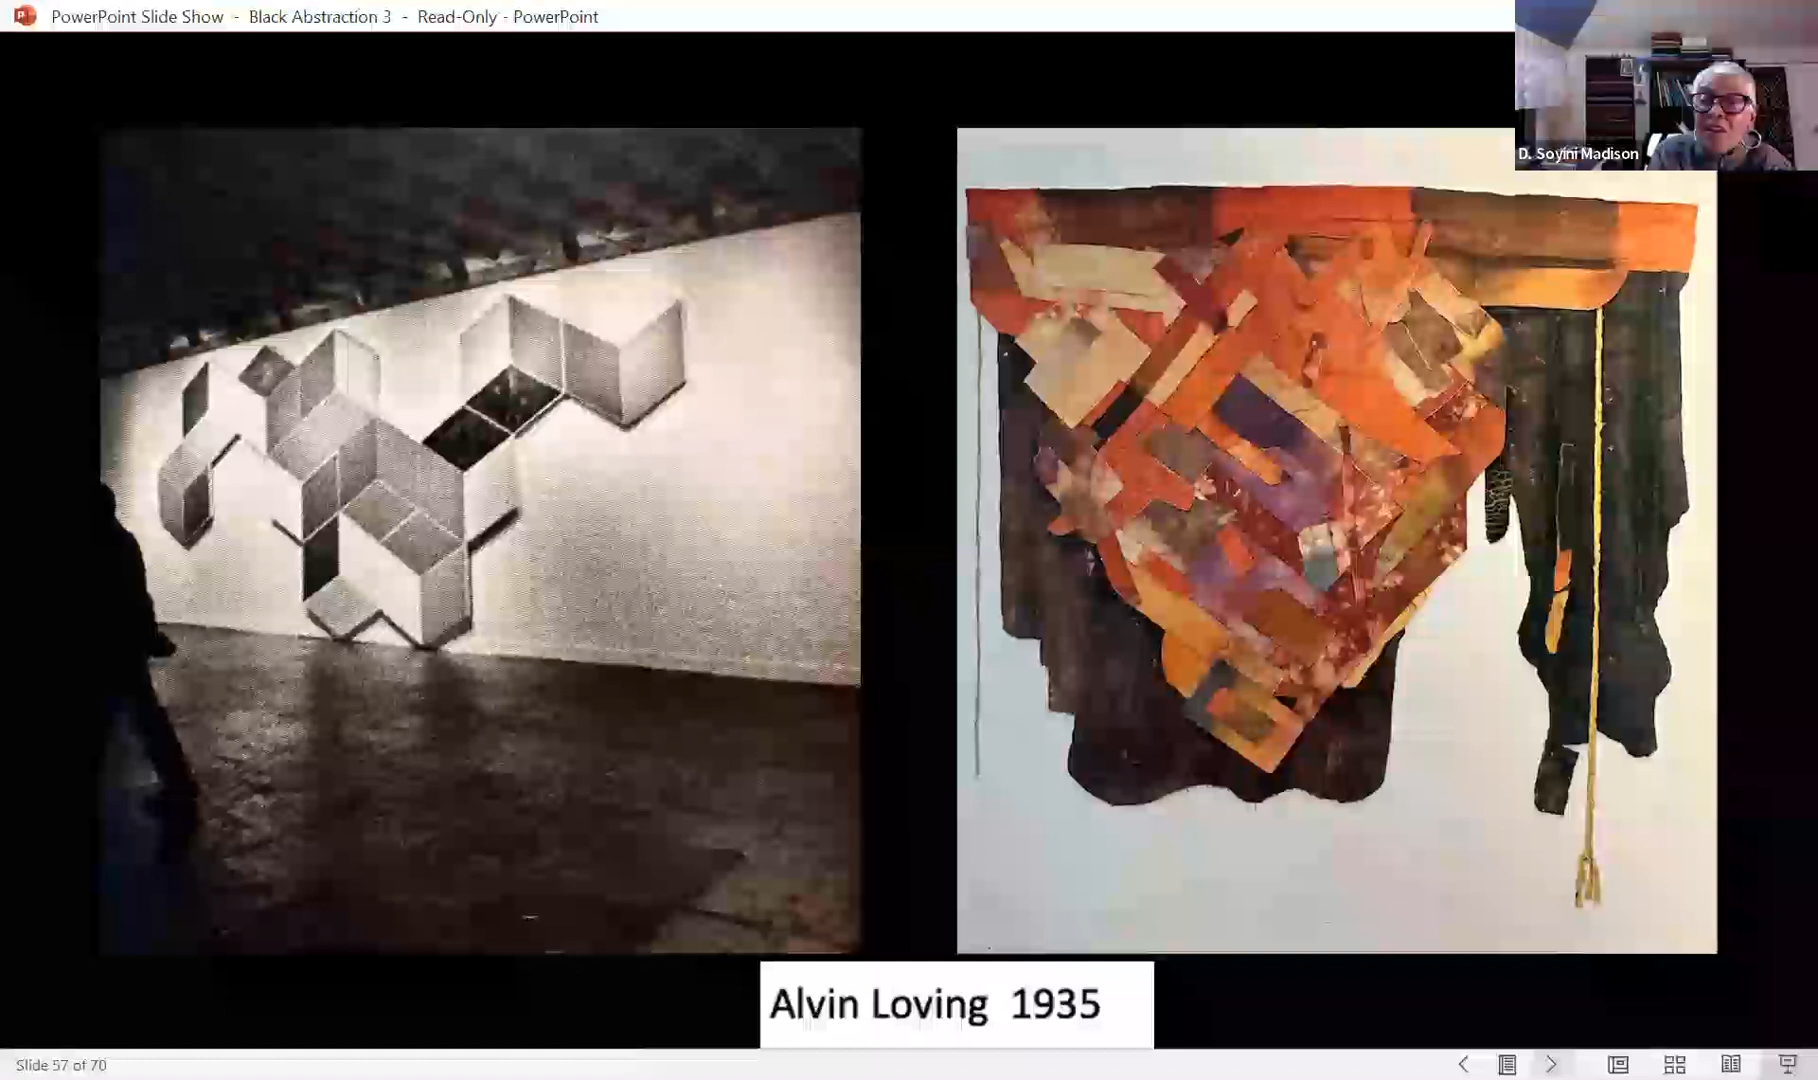 PowerPoint Slide Show - Black Abstraction 3 - Read-Only - PowerPoint
D. Soyini Madison
Alvin Loving 1935
Slide 57 of 70